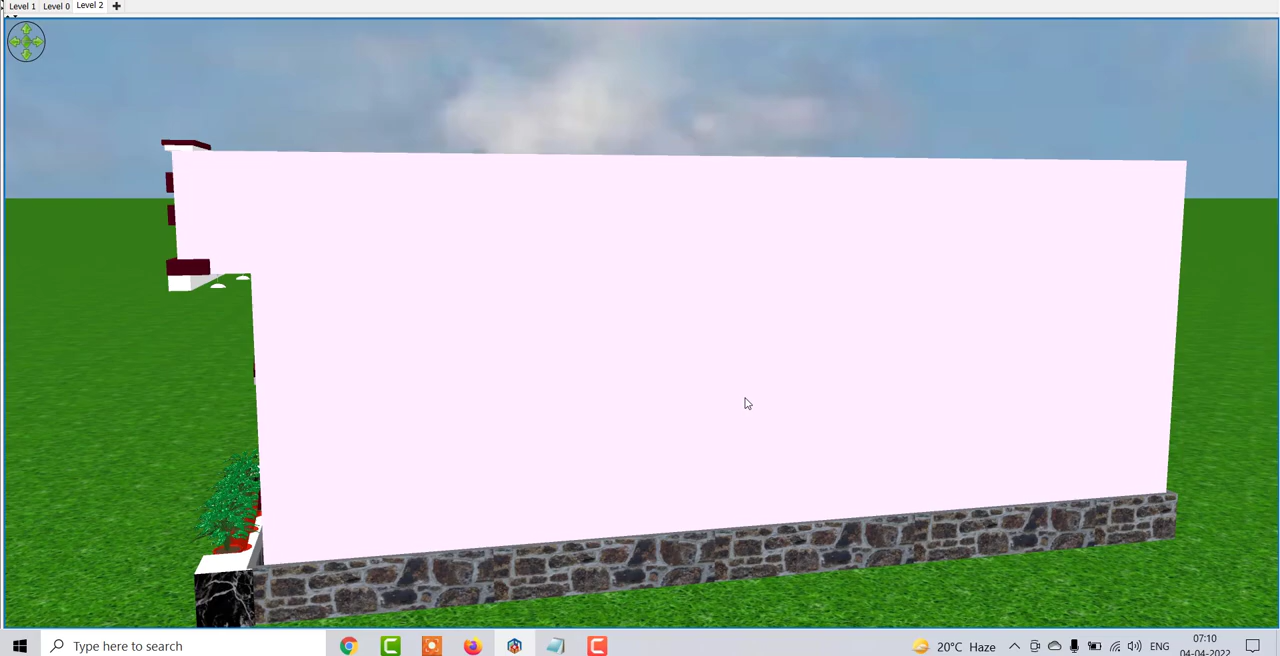 Level 1 Level 0 Level 2
Type here to search
20°C Haze
ENG
07:10
04-04-2022